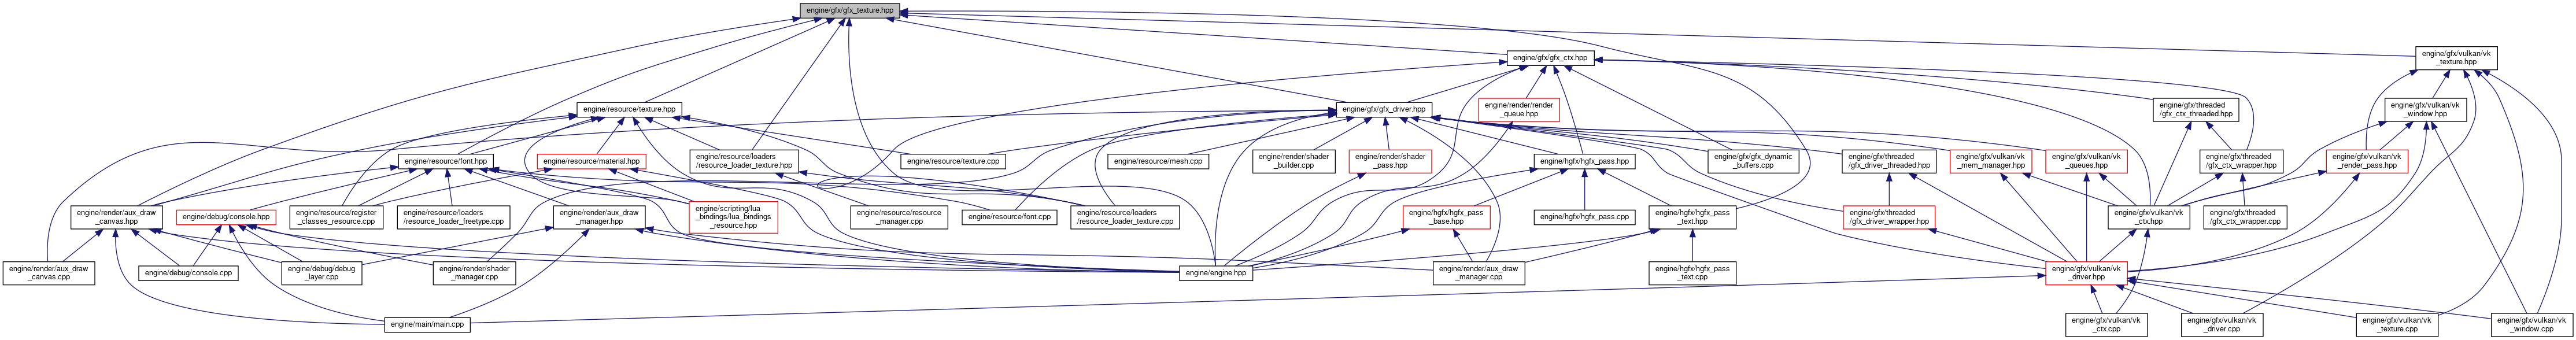 engine/gfx/gfx_texture.hpp
engine/gfx/gfx_ctx.hpp
engine/gfx/vulkan/vk
_texture.hpp
engine/resource/texture.hpp
engine/gfx/gfx_driver.hpp
engine/render/render
_queue.hpp
engine/gfx/threaded
/gfx_ctx_threaded.hpp
engine/gfx/vulkan/vk
_window.hpp
engine/resource/font.hpp
engine/resource/material.hpp
engine/resource/loaders
/resource_loader_texture.hpp
engine/resource/texture.cpp
engine/resource/mesh.cpp
engine/render/shader
_builder.cpp
engine/render/shader
_pass.hpp
engine/hgfx/hgfx_pass.hpp
engine/gfx/gfx_dynamic
_buffers.cpp
engine/gfx/threaded
/gfx_driver_threaded.hpp
engine/gfx/vulkan/vk
_mem_manager.hpp
engine/gfx/vulkan/vk
_queues.hpp
engine/gfx/threaded
/gfx_ctx_wrapper.hpp
engine/gfx/vulkan/vk
_render_pass.hpp
engine/render/aux_draw
_canvas.hpp
engine/debug/console.hpp
engine/resource/register
_classes_resource.cpp
engine/resource/loaders
/resource_loader_freetype.cpp
engine/render/aux_draw
_manager.hpp
engine/scripting/lua
_bindings/lua_bindings
_resource.hpp
engine/resource/resource
_manager.cpp
engine/resource/font.cpp
engine/resource/loaders
/resource_loader_texture.cpp
engine/hgfx/hgfx_pass
_base.hpp
engine/hgfx/hgfx_pass.cpp
engine/hgfx/hgfx_pass
_text.hpp
engine/gfx/threaded
/gfx_driver_wrapper.hpp
engine/gfx/vulkan/vk
_ctx.hpp
engine/gfx/threaded
/gfx_ctx_wrapper.cpp
engine/render/aux_draw
_canvas.cpp
engine/debug/console.cpp
engine/debug/debug
_layer.cpp
engine/render/shader
_manager.cpp
engine/engine.hpp
engine/render/aux_draw
_manager.cpp
engine/hgfx/hgfx_pass
_text.cpp
engine/gfx/vulkan/vk
_driver.hpp
engine/main/main.cpp
engine/gfx/vulkan/vk
_ctx.cpp
engine/gfx/vulkan/vk
_driver.cpp
engine/gfx/vulkan/vk
_texture.cpp
engine/gfx/vulkan/vk
_window.cpp